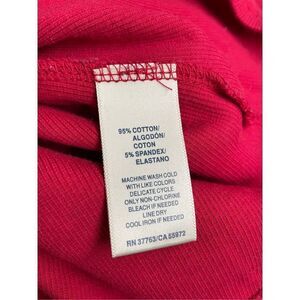 95% COTTON/
ALGODÓN/
COTON
5% SPANDEX/
ELASTANO
MACHINE WASH COLD
WITH LIKE COLORS
DELICATE CYCLE
ONLY NON-CHLORINE
BLEACH IF NEEDED
LINE DRY
COOL IRON IF NEEDED
RN 37763/CA 55972